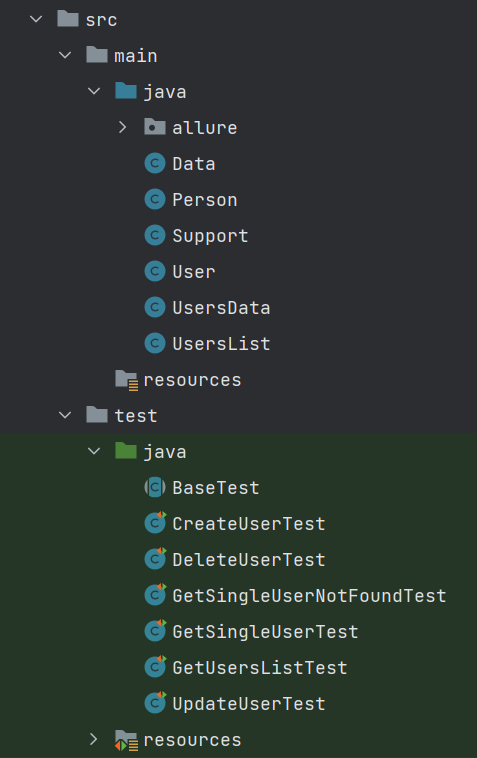 src
main
java
allure
Data
Person
Support
User
UsersData
UsersList
resources
test
java
BaseTest
CreateUserTest
DeleteUserTest
GetSingleUserNotFoundTest
GetSingleUserTest
GetUsersListTest
UpdateUserTest
resources